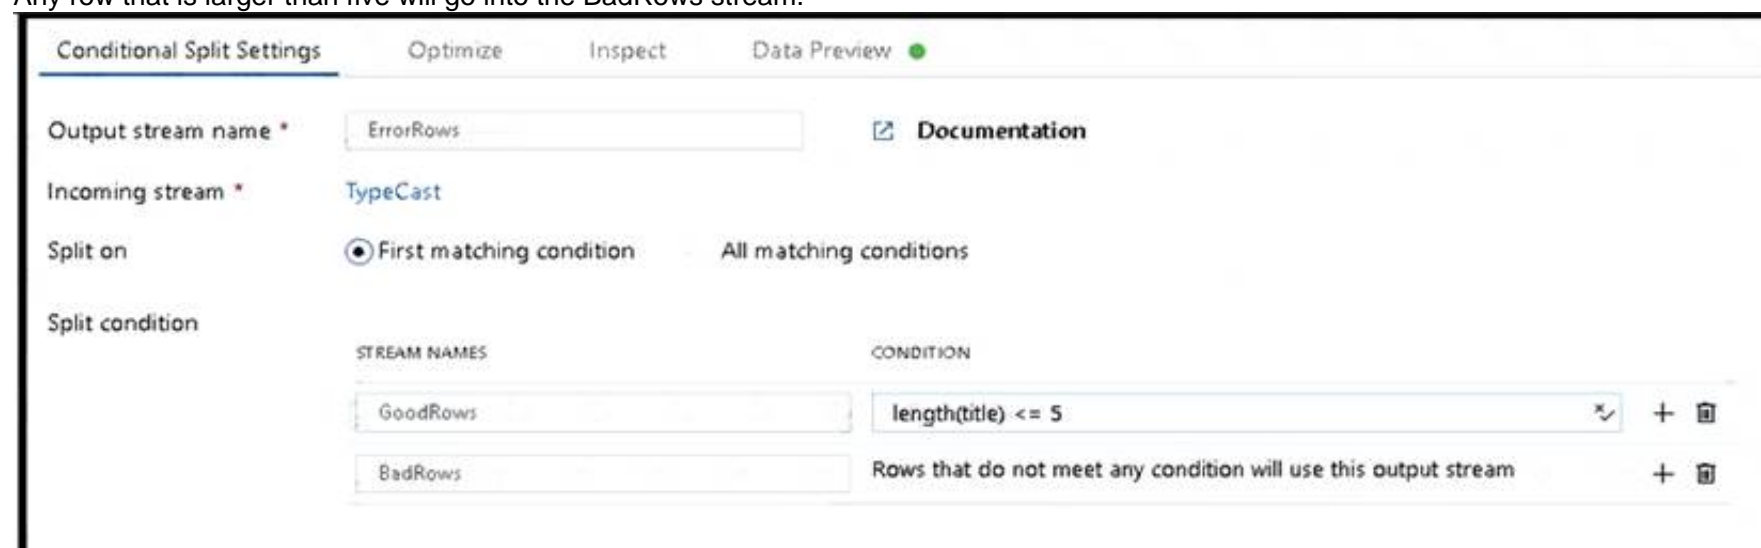 Any row that is larger than five will go into the BadRows stream.
Conditional Split Settings Optimize Inspect Data Preview
Output stream name * ErrorRows Documentation
Incoming stream * TypeCast
Split on First matching condition All matching conditions
Split condition
STREAM NAMES CONDITION
GoodRows length(title) <= 5
BadRows Rows that do not meet any condition will use this output stream